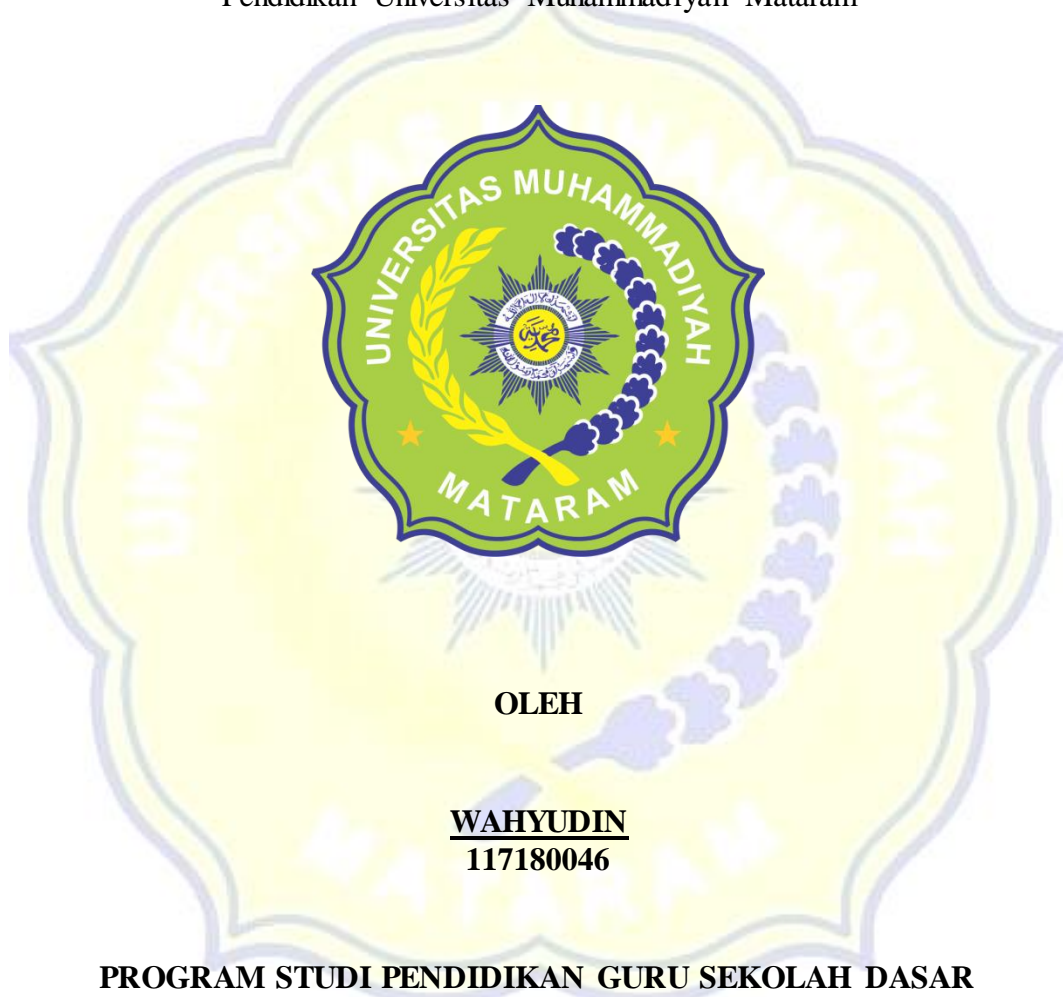 Pendidikan Universitas Muhammadiyah Mataram
UNIVERSITAS MUHAMMADIYAH
MATARAM
OLEH
WAHYUDIN
117180046
PROGRAM STUDI PENDIDIKAN GURU SEKOLAH DASAR